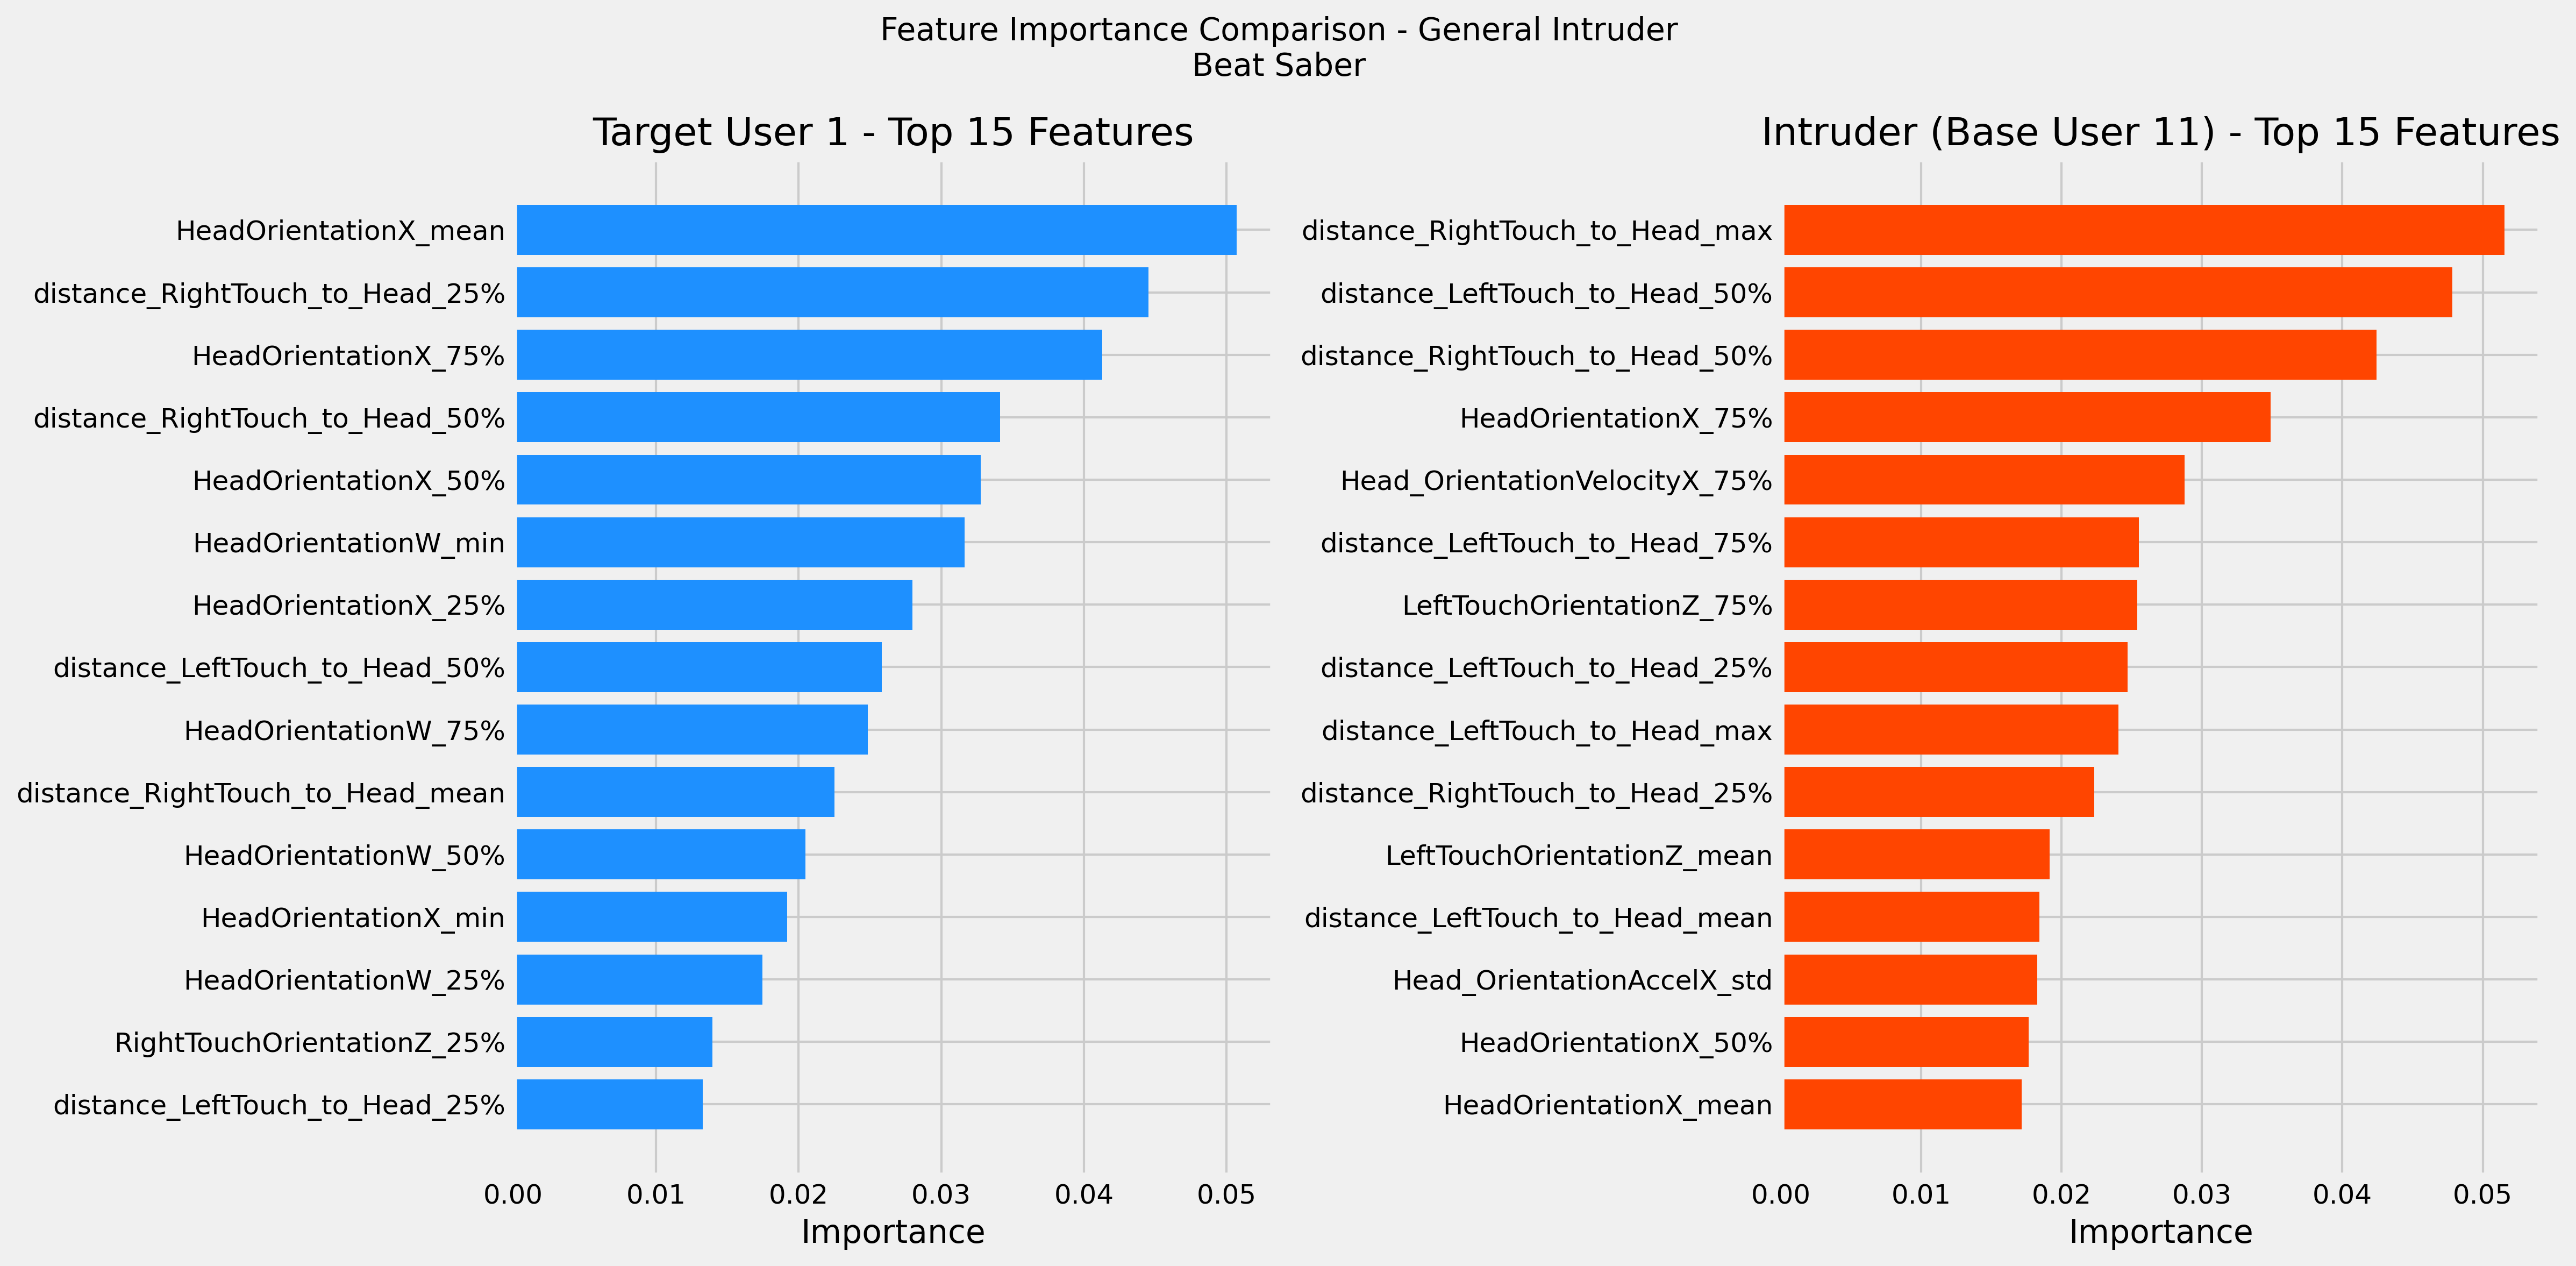 Feature Importance Comparison - General Intruder
Beat Saber
Target User 1 - Top 15 Features
HeadOrientationX_mean
distance_RightTouch_to_Head_25%
HeadOrientationX_75%
distance_RightTouch_to_Head_50%
HeadOrientationX_50%
HeadOrientationW_min
HeadOrientationX_25%
distance_LeftTouch_to_Head_50%
HeadOrientationW_75%
distance_RightTouch_to_Head_mean
HeadOrientationW_50%
HeadOrientationX_min
HeadOrientationW_25%
RightTouchOrientationZ_25%
distance_LeftTouch_to_Head_25%
0.00 0.01 0.02 0.03 0.04 0.05
Importance
Intruder (Base User 11) - Top 15 Features
distance_RightTouch_to_Head_max
distance_LeftTouch_to_Head_50%
distance_RightTouch_to_Head_50%
HeadOrientationX_75%
Head_OrientationVelocityX_75%
distance_LeftTouch_to_Head_75%
LeftTouchOrientationZ_75%
distance_LeftTouch_to_Head_25%
distance_LeftTouch_to_Head_max
distance_RightTouch_to_Head_25%
LeftTouchOrientationZ_mean
distance_LeftTouch_to_Head_mean
Head_OrientationAccelX_std
HeadOrientationX_50%
HeadOrientationX_mean
0.00 0.01 0.02 0.03 0.04 0.05
Importance